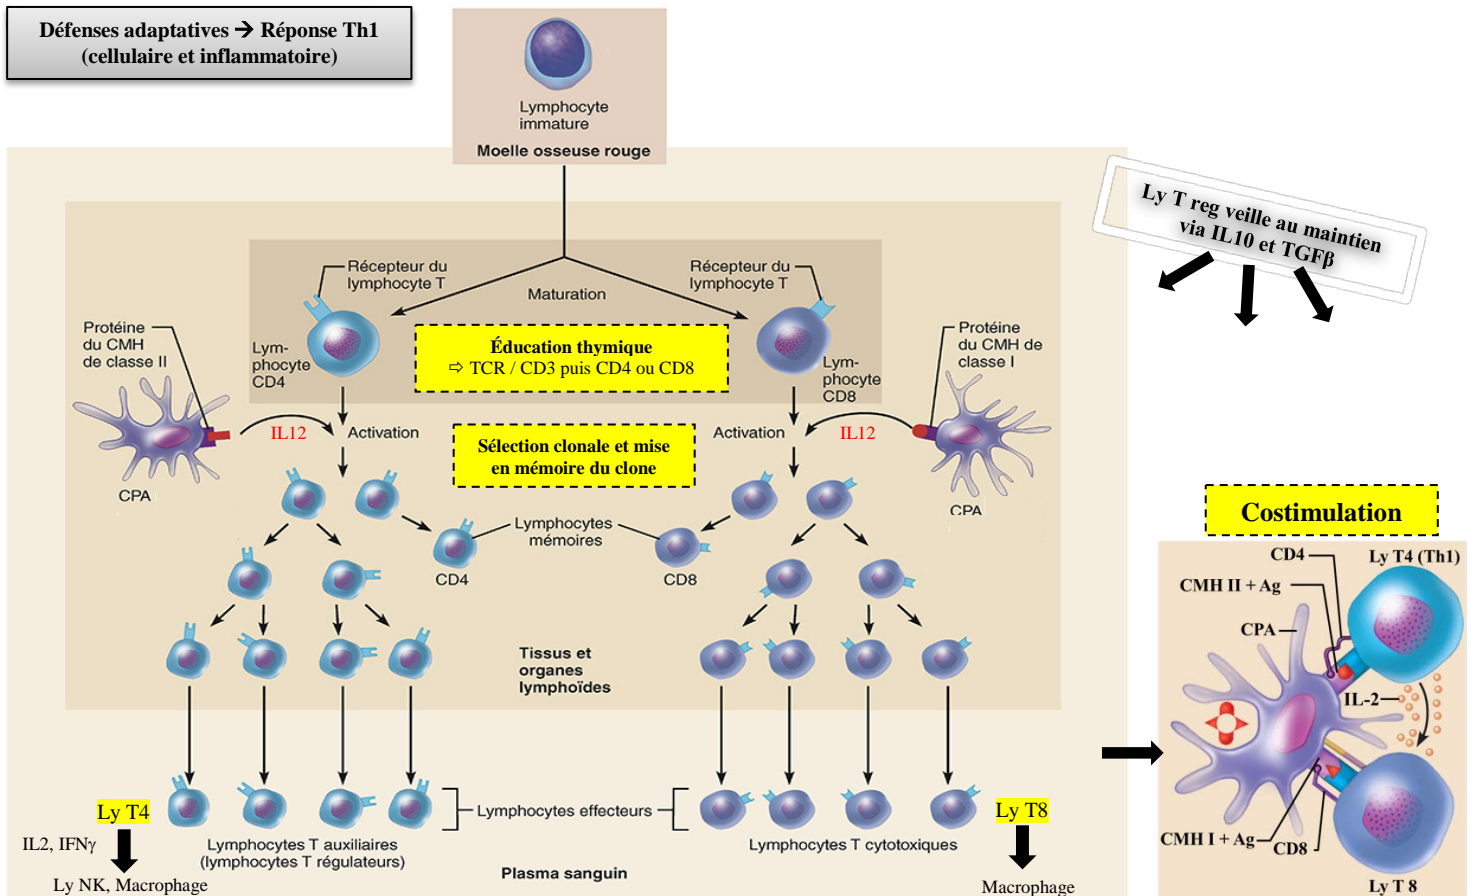 Défenses adaptatives → Réponse Th1
(cellulaire et inflammatoire)
Lymphocyte
immature
Moelle osseuse rouge
Ly T reg veille au maintien
via IL10 et TGFβ
Récepteur du
lymphocyte T
Maturation
Récepteur du
lymphocyte T
Protéine
du CMH
de classe II
Lym-
phocyte
CD4
Éducation thymique
⇨ TCR / CD3 puis CD4 ou CD8
Lym-
phocyte
CD8
Protéine
du CMH de
classe I
IL12
Activation
Sélection clonale et mise
en mémoire du clone
Activation
IL12
CPA
CPA
Lymphocytes
mémoires
CD4
CD8
Tissus et
organes
lymphoïdes
Costimulation
CD4
Ly T4 (Th1)
CMH II + Ag
CPA
IL-2
CMH I + Ag
CD8
Ly T 8
Ly T4
Lymphocytes effecteurs
Ly T8
IL2, IFNγ
Lymphocytes T auxiliaires
(lymphocytes T régulateurs)
Lymphocytes T cytotoxiques
Plasma sanguin
Ly NK, Macrophage
Macrophage